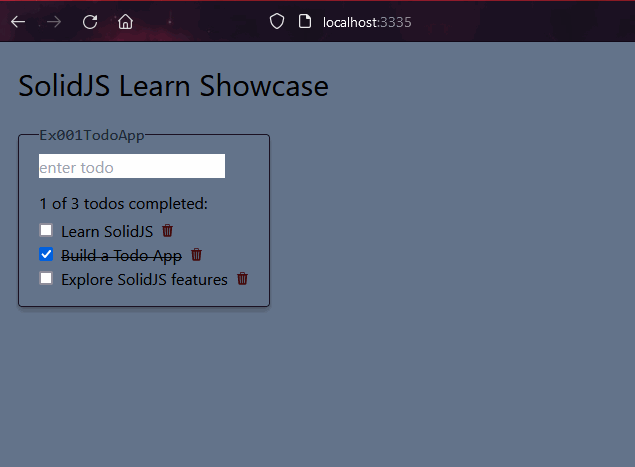 localhost:3335
SolidJS Learn Showcase
Ex001TodoApp
enter todo
1 of 3 todos completed:
Learn SolidJS
Build a Todo App
Explore SolidJS features